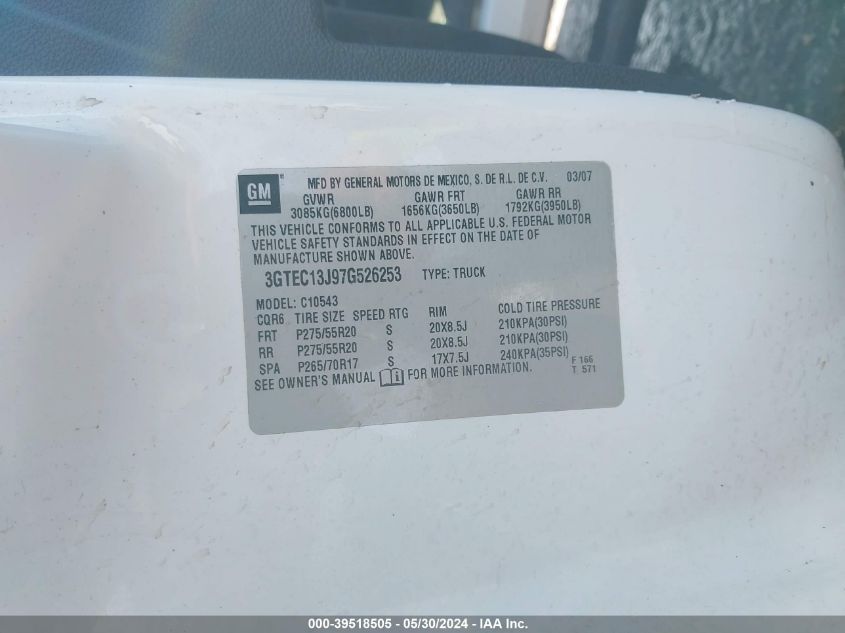 GM ® MFD BY GENERAL MOTORS DE MEXICO, S. DE R.L. DE C.V. 03/07
GVWR GAWR FRT GAWR RR
3085KG(6800LB) 1656KG(3650LB) 1792KG(3950LB)
THIS VEHICLE CONFORMS TO ALL APPLICABLE U.S. FEDERAL MOTOR
VEHICLE SAFETY STANDARDS IN EFFECT ON THE DATE OF
MANUFACTURE SHOWN ABOVE.
3GTEC13J97G526253 TYPE: TRUCK
MODEL: C10543
CQR6 TIRE SIZE SPEED RTG RIM COLD TIRE PRESSURE
FRT P275/55R20 S 20X8.5J 210KPA(30PSI)
RR P275/55R20 S 20X8.5J 210KPA(30PSI)
SPA P265/70R17 S 17X7.5J 240KPA(35PSI)
SEE OWNER'S MANUAL i FOR MORE INFORMATION.
F 166
T 571
000-39518505 - 05/30/2024 - IAA Inc.